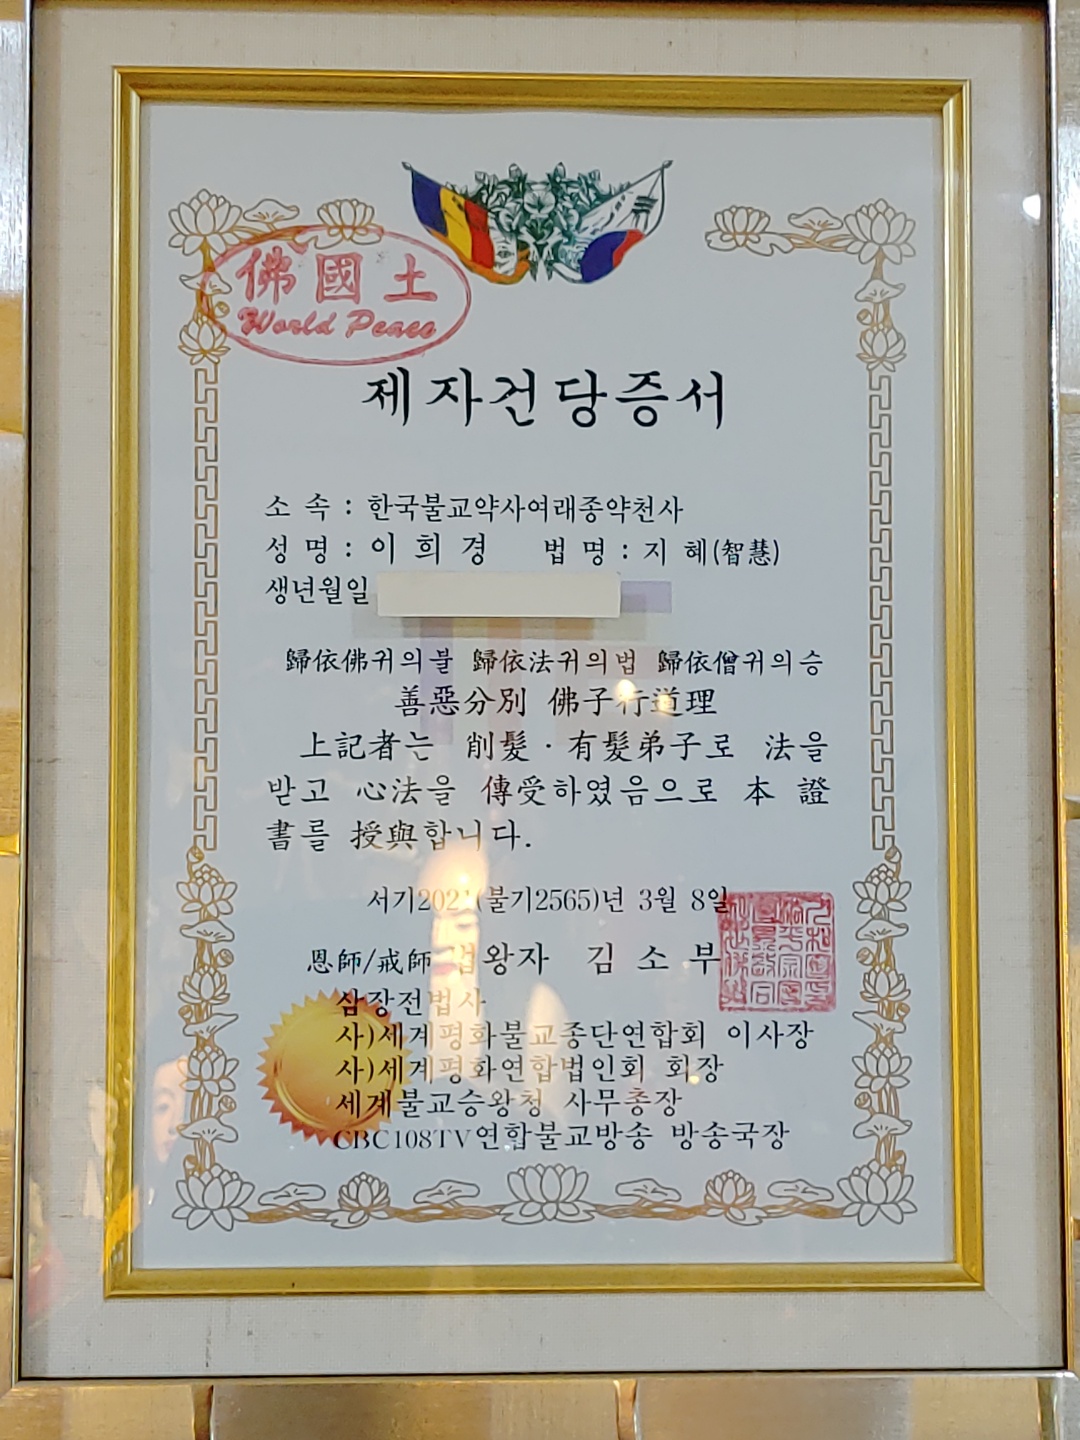 佛國土
World Peace
제자건당증서
소 속 : 한국불교약사여래종약천사
성 명 : 이 희 경 법 명 : 지 혜(智慧)
생년월일
歸依佛귀의불 歸依法귀의법 歸依僧귀의승
善惡分別 佛子行道理
上記者는 削髮·有髮弟子로 法을
받고 心法을 傳受하였음으로 本 證
書를 授與합니다.
서기2021(불기2565)년 3월 8일
恩師/戒師 법왕자 김 소 부
삼장전법사
사)세계평화불교종단연합회 이사장
사)세계평화연합법인회 회장
세계불교승왕청 사무총장
CBC108TV연합불교방송 방송국장